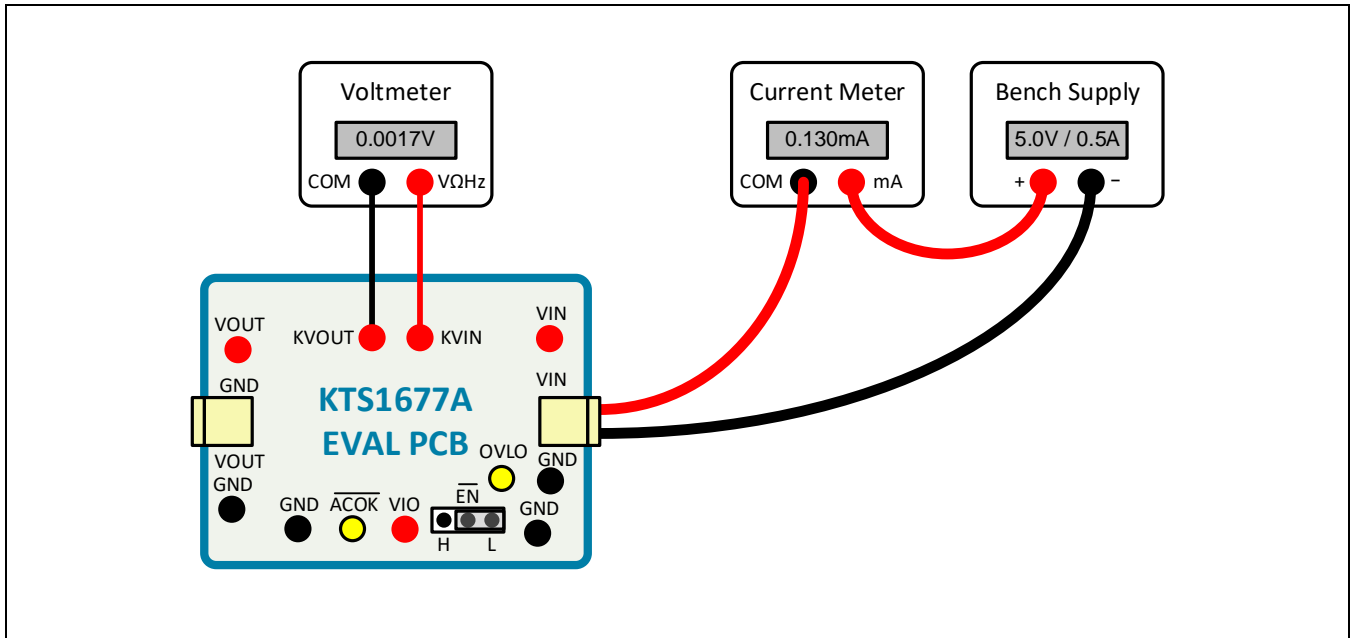 Voltmeter
0.0017V
COM
VΩHz
Current Meter
0.130mA
COM
mA
Bench Supply
5.0V / 0.5A
+
−
VOUT
KVOUT
KVIN
VIN
GND
VIN
KTS1677A
EVAL PCB
VOUT
GND
OVLO
GND
GND
ACOK
VIO
EN
GND
H
L